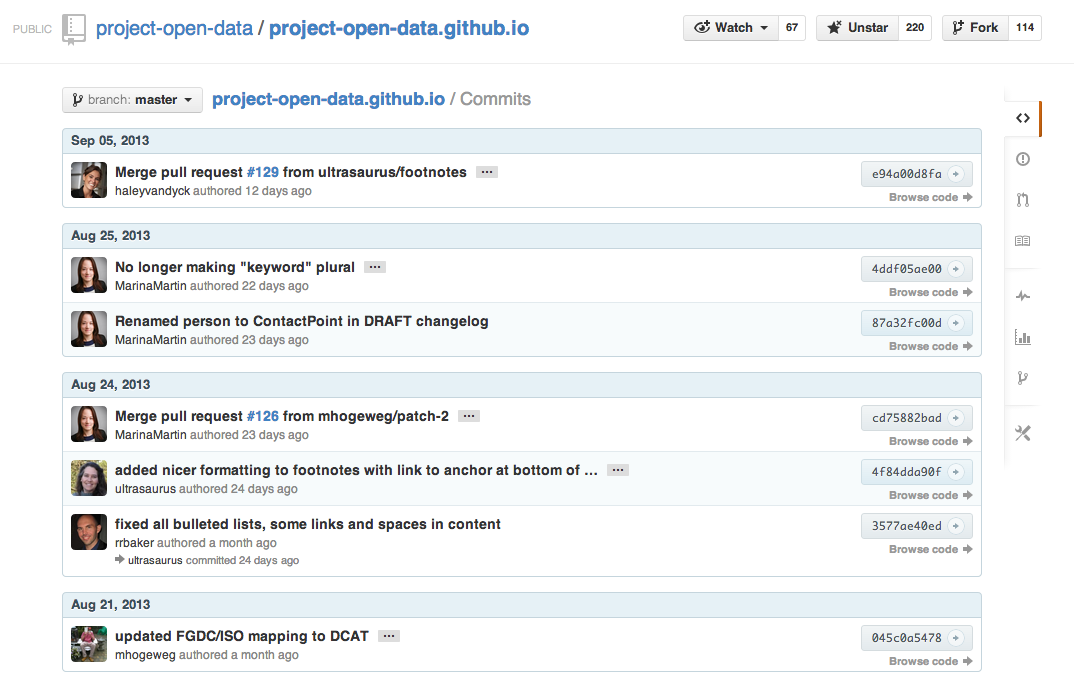 PUBLIC project-open-data / project-open-data.github.io Watch 67 Unstar 220 Fork 114
branch: master project-open-data.github.io / Commits
Sep 05, 2013
Merge pull request #129 from ultrasaurus/footnotes ... e94a00d8fa
haleyvandyck authored 12 days ago Browse code
Aug 25, 2013
No longer making "keyword" plural ... 4ddf05ae00
MarinaMartin authored 22 days ago Browse code
Renamed person to ContactPoint in DRAFT changelog 87a32fc00d
MarinaMartin authored 23 days ago Browse code
Aug 24, 2013
Merge pull request #126 from mhogeweg/patch-2 ... cd75882bad
MarinaMartin authored 23 days ago Browse code
added nicer formatting to footnotes with link to anchor at bottom of … ... 4f84dda90f
ultrasaurus authored 24 days ago Browse code
fixed all bulleted lists, some links and spaces in content 3577ae40ed
rrbaker authored a month ago Browse code
ultrasaurus committed 24 days ago
Aug 21, 2013
updated FGDC/ISO mapping to DCAT ... 045c0a5478
mhogeweg authored a month ago Browse code